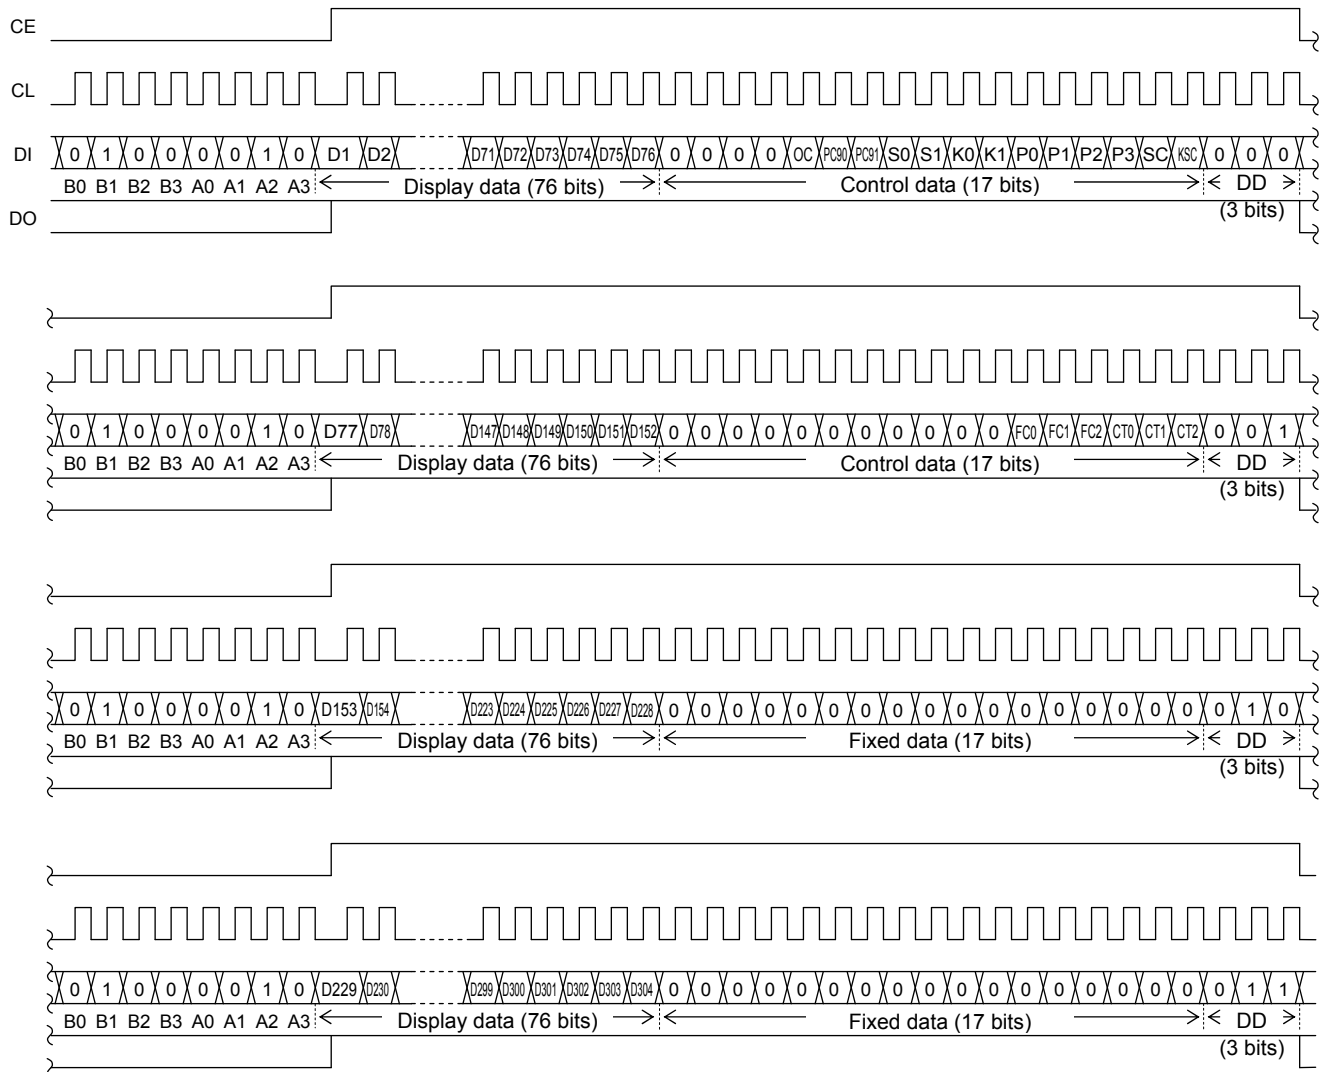 CE
CL
DI 0 1 0 0 0 0 1 0 D1 D2 D71 D72 D73 D74 D75 D76 0 0 0 0 OC PC90 PC91 S0 S1 K0 K1 P0 P1 P2 P3 SC KSC 0 0 0
B0 B1 B2 B3 A0 A1 A2 A3 Display data (76 bits) Control data (17 bits) DD
(3 bits)
DO
0 1 0 0 0 0 1 0 D77 D78 D147 D148 D149 D150 D151 D152 0 0 0 0 0 0 0 0 0 0 0 FC0 FC1 FC2 CT0 CT1 CT2 0 0 1
B0 B1 B2 B3 A0 A1 A2 A3 Display data (76 bits) Control data (17 bits) DD
(3 bits)
0 1 0 0 0 0 1 0 D153 D154 D223 D224 D225 D226 D227 D228 0 0 0 0 0 0 0 0 0 0 0 0 0 0 0 0 0 0 1 0
B0 B1 B2 B3 A0 A1 A2 A3 Display data (76 bits) Fixed data (17 bits) DD
(3 bits)
0 1 0 0 0 0 1 0 D229 D230 D299 D300 D301 D302 D303 D304 0 0 0 0 0 0 0 0 0 0 0 0 0 0 0 0 0 0 1 1
B0 B1 B2 B3 A0 A1 A2 A3 Display data (76 bits) Fixed data (17 bits) DD
(3 bits)